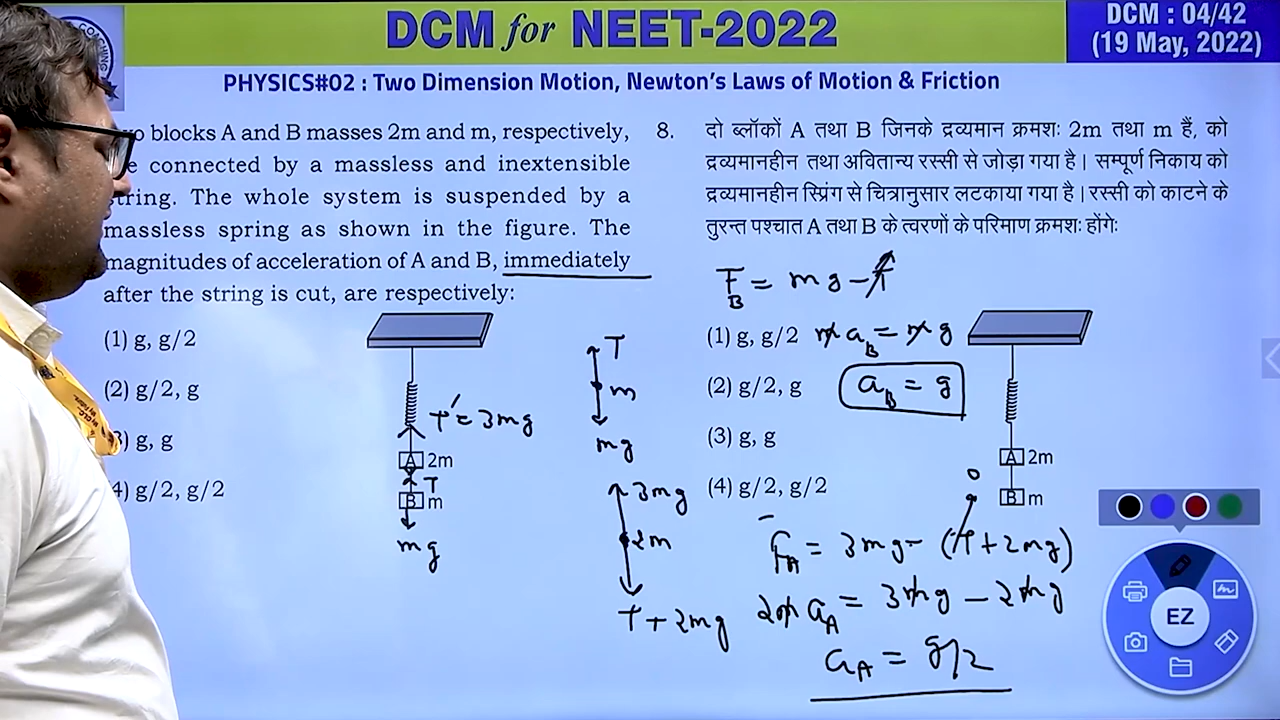 DCM for NEET-2022
DCM : 04/42
(19 May, 2022)
COACHING
PHYSICS#02 : Two Dimension Motion, Newton's Laws of Motion & Friction
blocks A and B masses 2m and m, respectively,
connected by a massless and inextensible
string. The whole system is suspended by a
massless spring as shown in the figure. The
magnitudes of acceleration of A and B, immediately
after the string is cut, are respectively:
(1) g, g/2
(2) g/2, g
) g, g
4) g/2, g/2
T' = 3mg
A 2m
T
B m
mg
T
m
mg
3mg
2m
T + 2mg
8. दो ब्लॉकों A तथा B जिनके द्रव्यमान क्रमशः 2m तथा m हैं, को
द्रव्यमानहीन तथा अवितान्य रस्सी से जोड़ा गया है। सम्पूर्ण निकाय को
द्रव्यमानहीन स्प्रिंग से चित्रानुसार लटकाया गया है। रस्सी को काटने के
तुरन्त पश्चात A तथा B के त्वरणों के परिमाण क्रमशः होंगेः
F_B = mg - T
(1) g, g/2
m a_B = m g
(2) g/2, g
a_B = g
(3) g, g
(4) g/2, g/2
A 2m
B m
0
F_A = 3mg - (T + 2mg)
2m a_A = 3mg - 2mg
a_A = g/2
EZ